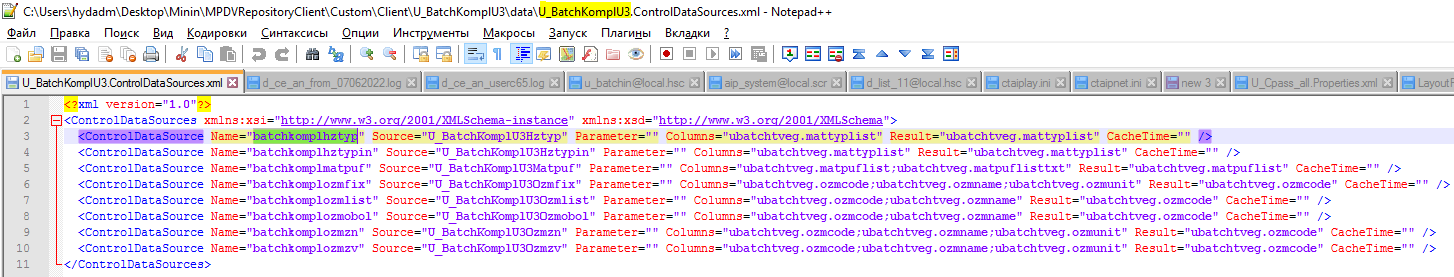 C:\Users\hydadm\Desktop\Minin\MPDVRepositoryClient\Custom\Client\U_BatchKomplU3\data\U_BatchKomplU3.ControlDataSources.xml - Notepad++
Файл Правка Поиск Вид Кодировки Синтаксисы Опции Инструменты Макросы Запуск Плагины Вкладки ?
U_BatchKomplU3.ControlDataSources.xml d_ce_an_from_07062022.log d_ce_an_userc65.log u_batchin@local.hsc aip_system@local.scr d_list_11@local.hsc ctaiplay.ini ctaipnet.ini new 3 U_Cpass_all.Properties.xml LayoutF
1 <?xml version="1.0"?>
2 <ControlDataSources xmlns:xsi="http://www.w3.org/2001/XMLSchema-instance" xmlns:xsd="http://www.w3.org/2001/XMLSchema">
3 <ControlDataSource Name="batchkomplhztyp" Source="U_BatchKomplU3Hztyp" Parameter="" Columns="ubatchtveg.mattyplist" Result="ubatchtveg.mattyplist" CacheTime="" />
4 <ControlDataSource Name="batchkomplhztypin" Source="U_BatchKomplU3Hztypin" Parameter="" Columns="ubatchtveg.mattyplist" Result="ubatchtveg.mattyplist" CacheTime="" />
5 <ControlDataSource Name="batchkomplmatpuf" Source="U_BatchKomplU3Matpuf" Parameter="" Columns="ubatchtveg.matpuflist;ubatchtveg.matpuflisttxt" Result="ubatchtveg.matpuflist" CacheTime="" />
6 <ControlDataSource Name="batchkomplozmfix" Source="U_BatchKomplU3Ozmfix" Parameter="" Columns="ubatchtveg.ozmcode;ubatchtveg.ozmname;ubatchtveg.ozmunit" Result="ubatchtveg.ozmcode" CacheTime="" />
7 <ControlDataSource Name="batchkomplozmlist" Source="U_BatchKomplU3Ozmlist" Parameter="" Columns="ubatchtveg.ozmcode;ubatchtveg.ozmname" Result="ubatchtveg.ozmcode" CacheTime="" />
8 <ControlDataSource Name="batchkomplozmobol" Source="U_BatchKomplU3Ozmobol" Parameter="" Columns="ubatchtveg.ozmcode;ubatchtveg.ozmname" Result="ubatchtveg.ozmcode" CacheTime="" />
9 <ControlDataSource Name="batchkomplozmzn" Source="U_BatchKomplU3Ozmzn" Parameter="" Columns="ubatchtveg.ozmcode;ubatchtveg.ozmname;ubatchtveg.ozmunit" Result="ubatchtveg.ozmcode" CacheTime="" />
10 <ControlDataSource Name="batchkomplozmzv" Source="U_BatchKomplU3Ozmzv" Parameter="" Columns="ubatchtveg.ozmcode;ubatchtveg.ozmname;ubatchtveg.ozmunit" Result="ubatchtveg.ozmcode" CacheTime="" />
11 </ControlDataSources>